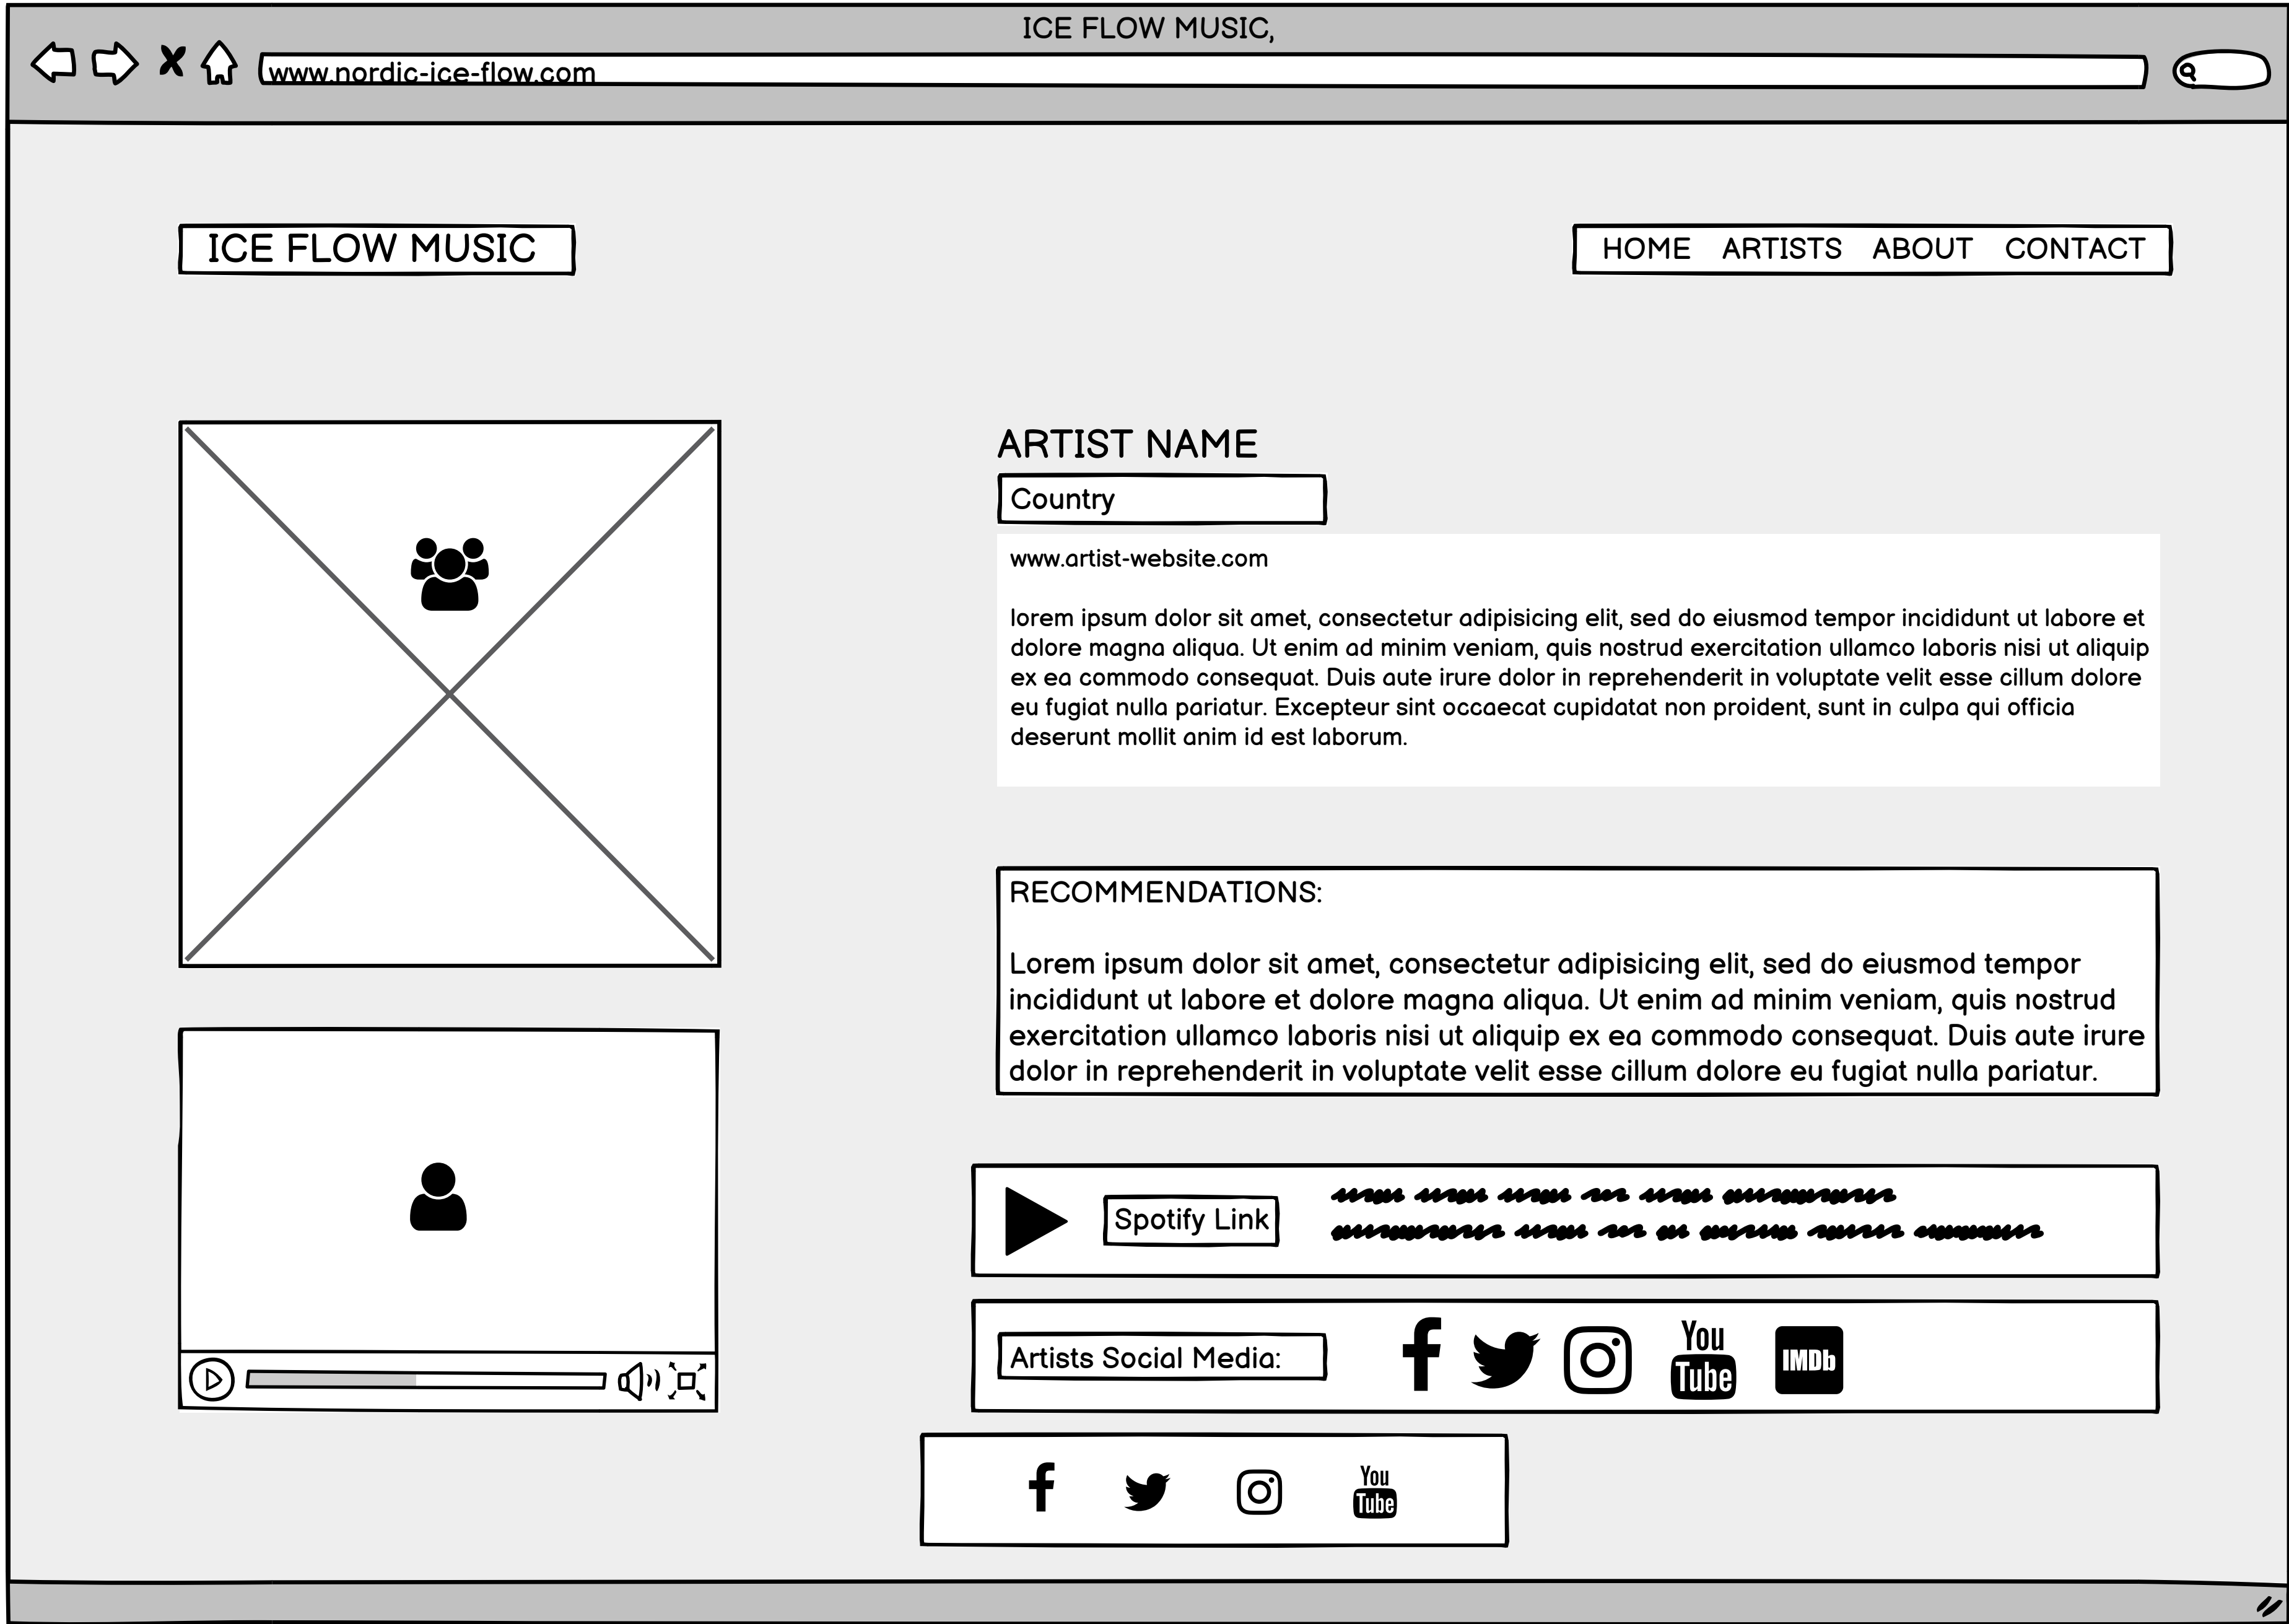 ICE FLOW MUSIC,
www.nordic-ice-flow.com
ICE FLOW MUSIC
HOME ARTISTS ABOUT CONTACT
ARTIST NAME
Country
www.artist-website.com
lorem ipsum dolor sit amet, consectetur adipisicing elit, sed do eiusmod tempor incididunt ut labore et
dolore magna aliqua. Ut enim ad minim veniam, quis nostrud exercitation ullamco laboris nisi ut aliquip
ex ea commodo consequat. Duis aute irure dolor in reprehenderit in voluptate velit esse cillum dolore
eu fugiat nulla pariatur. Excepteur sint occaecat cupidatat non proident, sunt in culpa qui officia
deserunt mollit anim id est laborum.
RECOMMENDATIONS:
Lorem ipsum dolor sit amet, consectetur adipisicing elit, sed do eiusmod tempor
incididunt ut labore et dolore magna aliqua. Ut enim ad minim veniam, quis nostrud
exercitation ullamco laboris nisi ut aliquip ex ea commodo consequat. Duis aute irure
dolor in reprehenderit in voluptate velit esse cillum dolore eu fugiat nulla pariatur.
Spotify Link
Artists Social Media:
You
Tube
IMDb
You
Tube